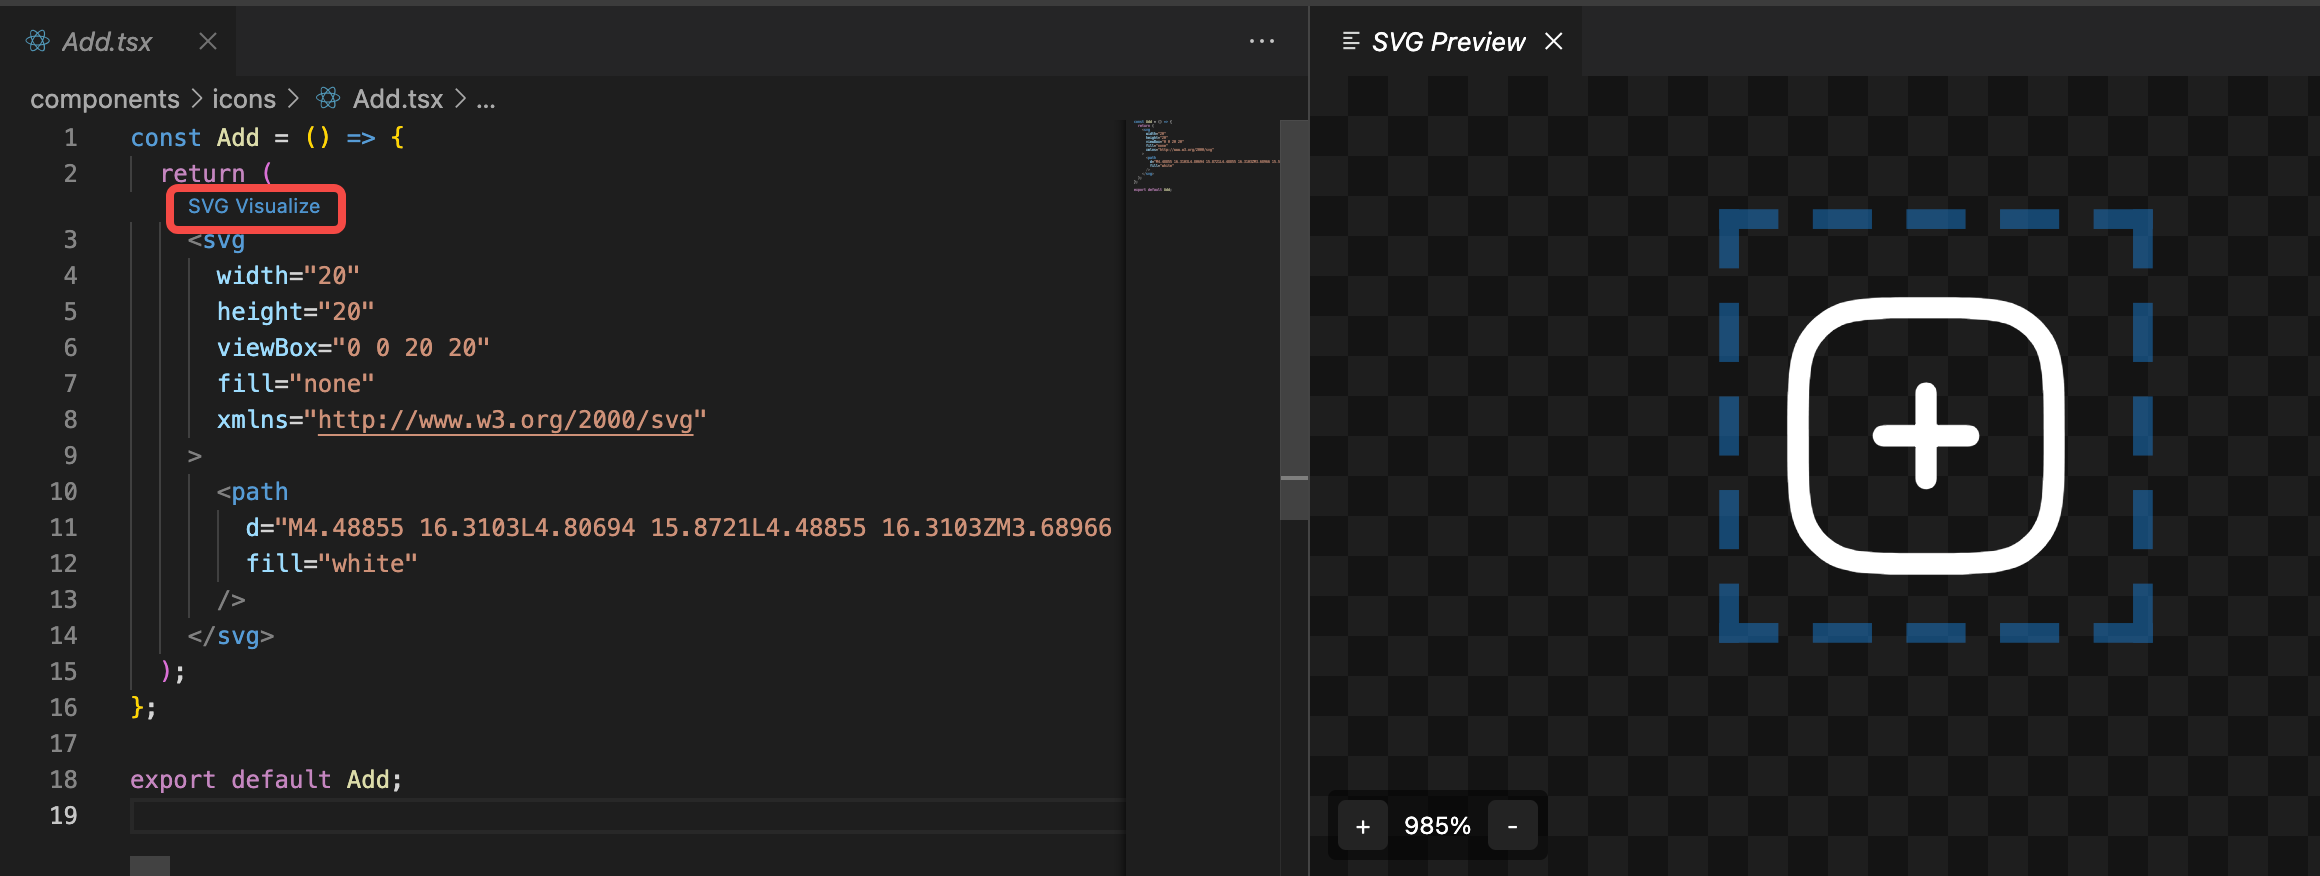 Add.tsx
components > icons > Add.tsx > ...
1 const Add = () => {
2 return (
SVG Visualize
3 <svg
4 width="20"
5 height="20"
6 viewBox="0 0 20 20"
7 fill="none"
8 xmlns="http://www.w3.org/2000/svg"
9 >
10 <path
11 d="M4.48855 16.3103L4.80694 15.8721L4.48855 16.3103ZM3.68966
12 fill="white"
13 />
14 </svg>
15 );
16 };
17
18 export default Add;
19
SVG Preview
+ 985% -